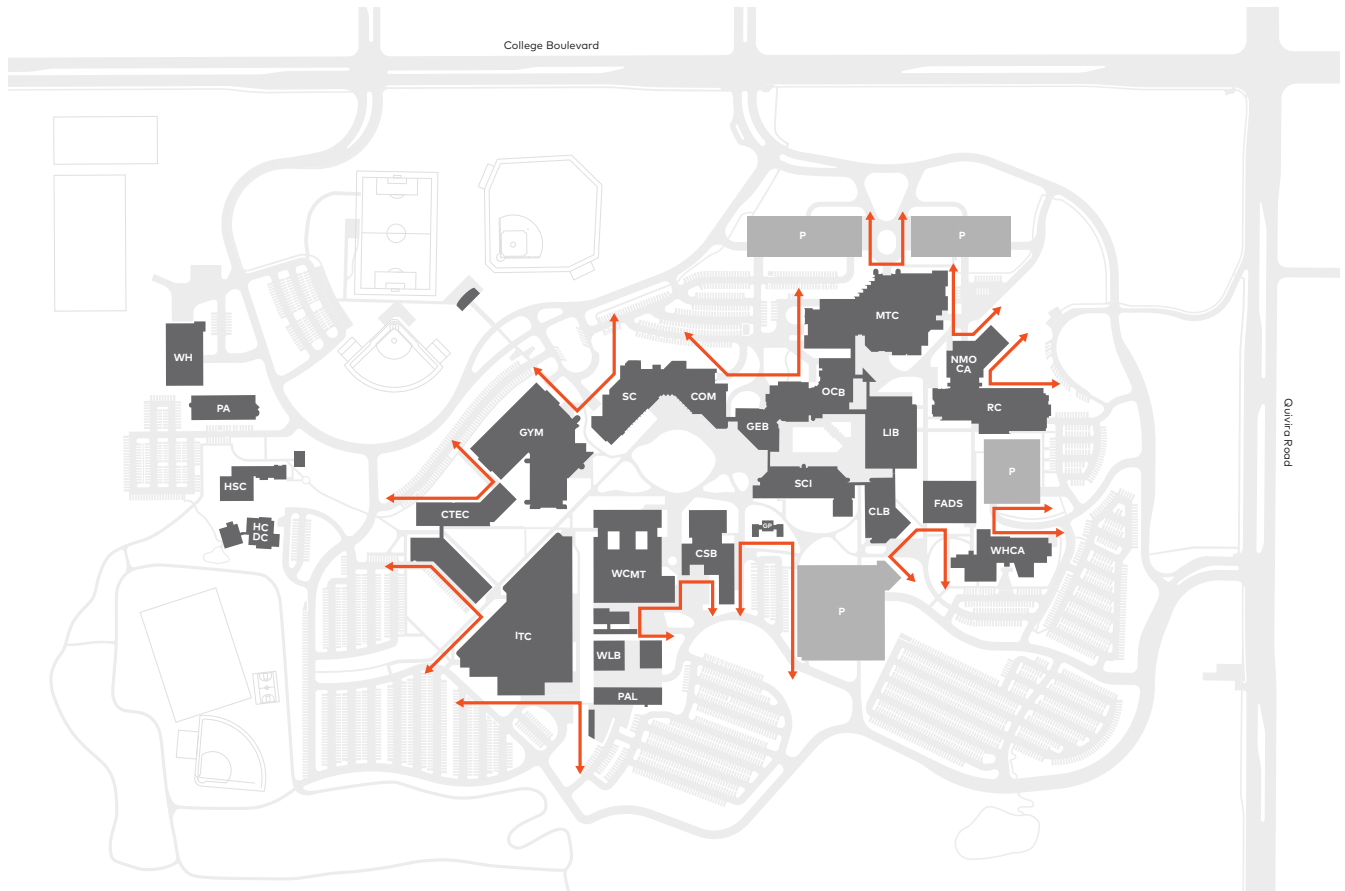 College Boulevard
P
P
MTC
WH
NMO
CA
OCB
SC
COM
PA
RC
GEB
GYM
LIB
Quivira Road
P
SCI
HSC
FADS
CTEC
CLB
GP
HC
DC
WHCA
CSB
WCMT
P
ITC
WLB
PAL